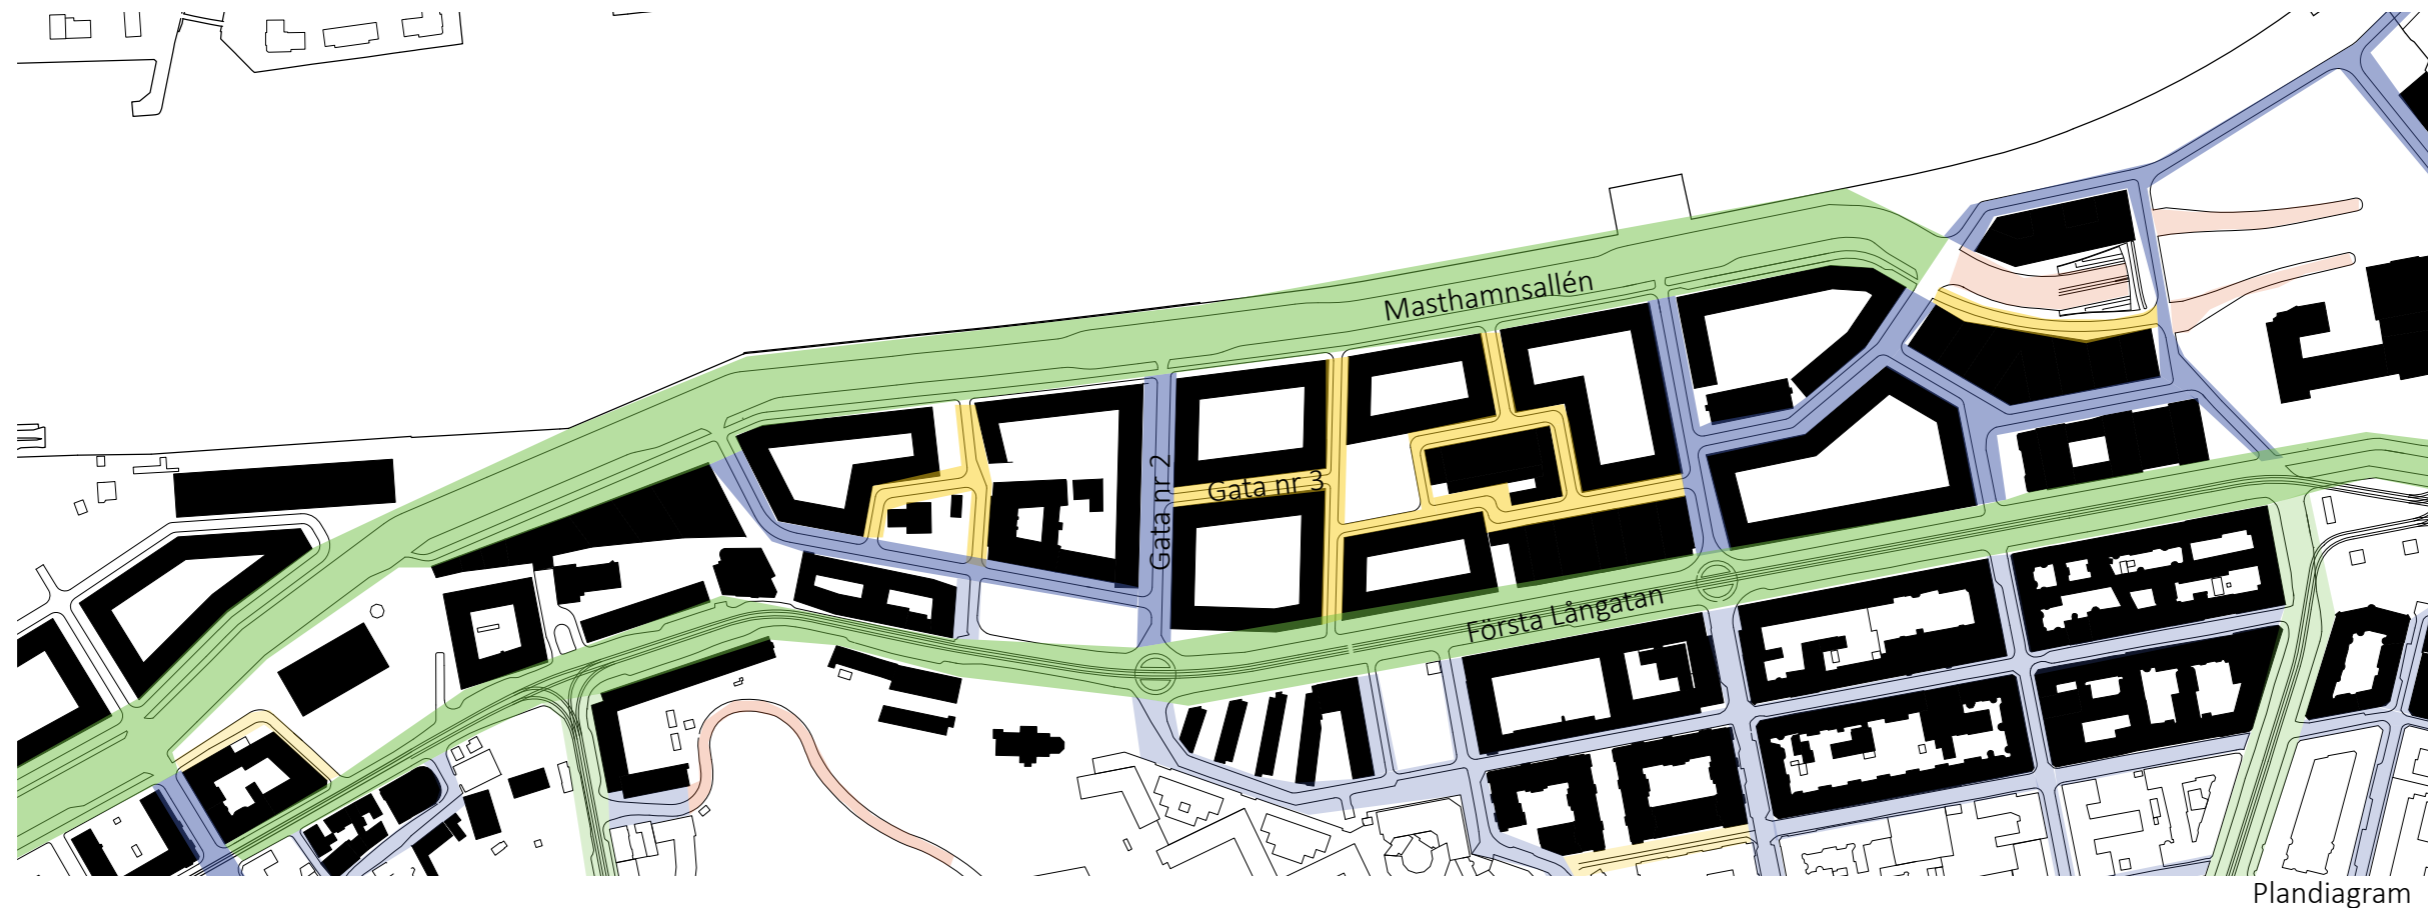 Masthamnsallén
Gata nr 2
Gata nr 3
Första Långatan
Plandiagram